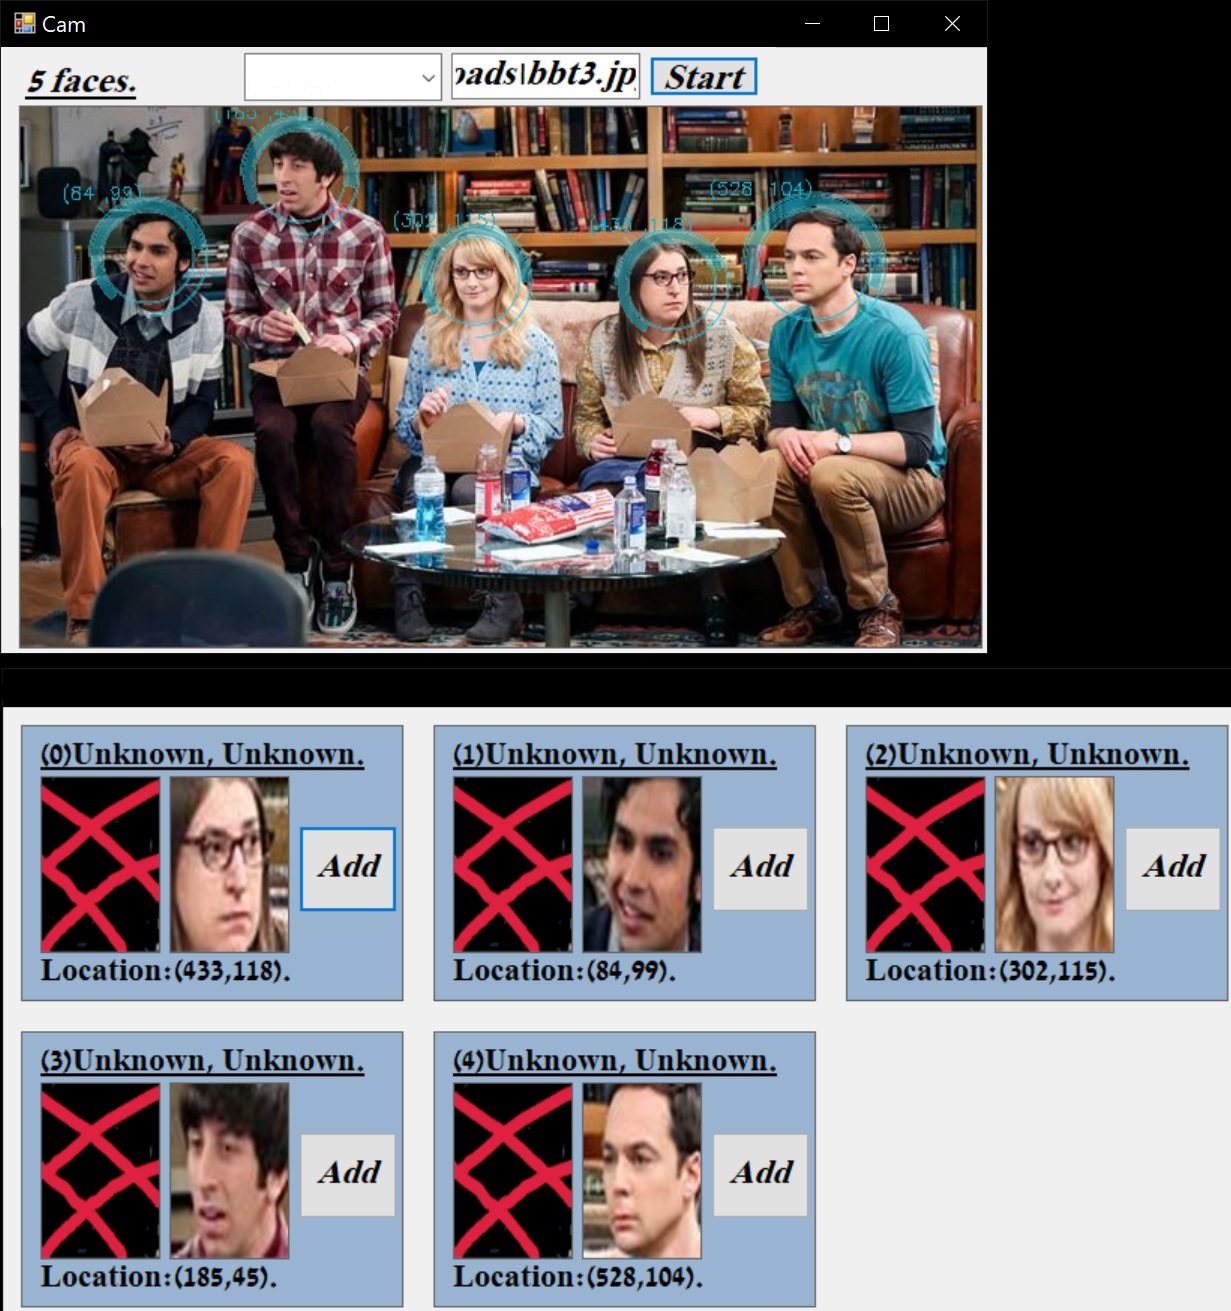 Cam
5 faces.
oads\bbt3.jp
Start
(185 ,45)
(84 ,99)
(528 ,104)
(302 ,115)
(433 ,118)
(0)Unknown, Unknown.
Add
Location:(433,118).
(1)Unknown, Unknown.
Add
Location:(84,99).
(2)Unknown, Unknown.
Add
Location:(302,115).
(3)Unknown, Unknown.
Add
Location:(185,45).
(4)Unknown, Unknown.
Add
Location:(528,104).